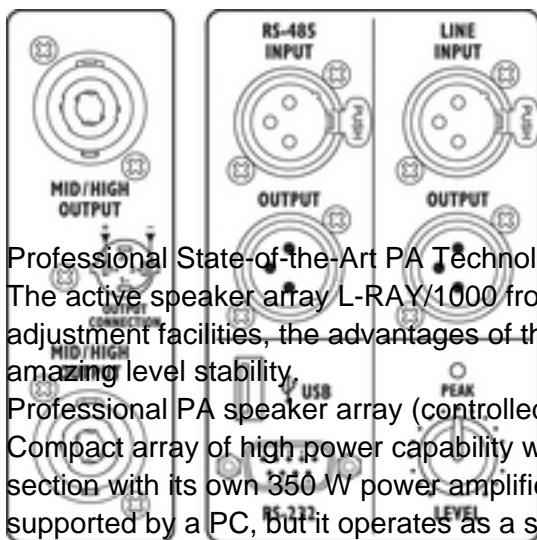 RS-485
INPUT
LINE
INPUT
PUSH
PUSH
MID/HIGH
OUTPUT
OUTPUT
OUTPUT
Professional State-of-the-Art PA Technol
The active speaker array L-RAY/1000 fro
OUTPUT
CONNECTION
adjustment facilities, the advantages of th
MID/HIGH
OUTPUT
amazing level stability.
USB
PEAK
Professional PA speaker array (controlled
Compact array of high power capability w
section with its own 350 W power amplifie
RS-232
LEVEL
supported by a PC, but it operates as a s